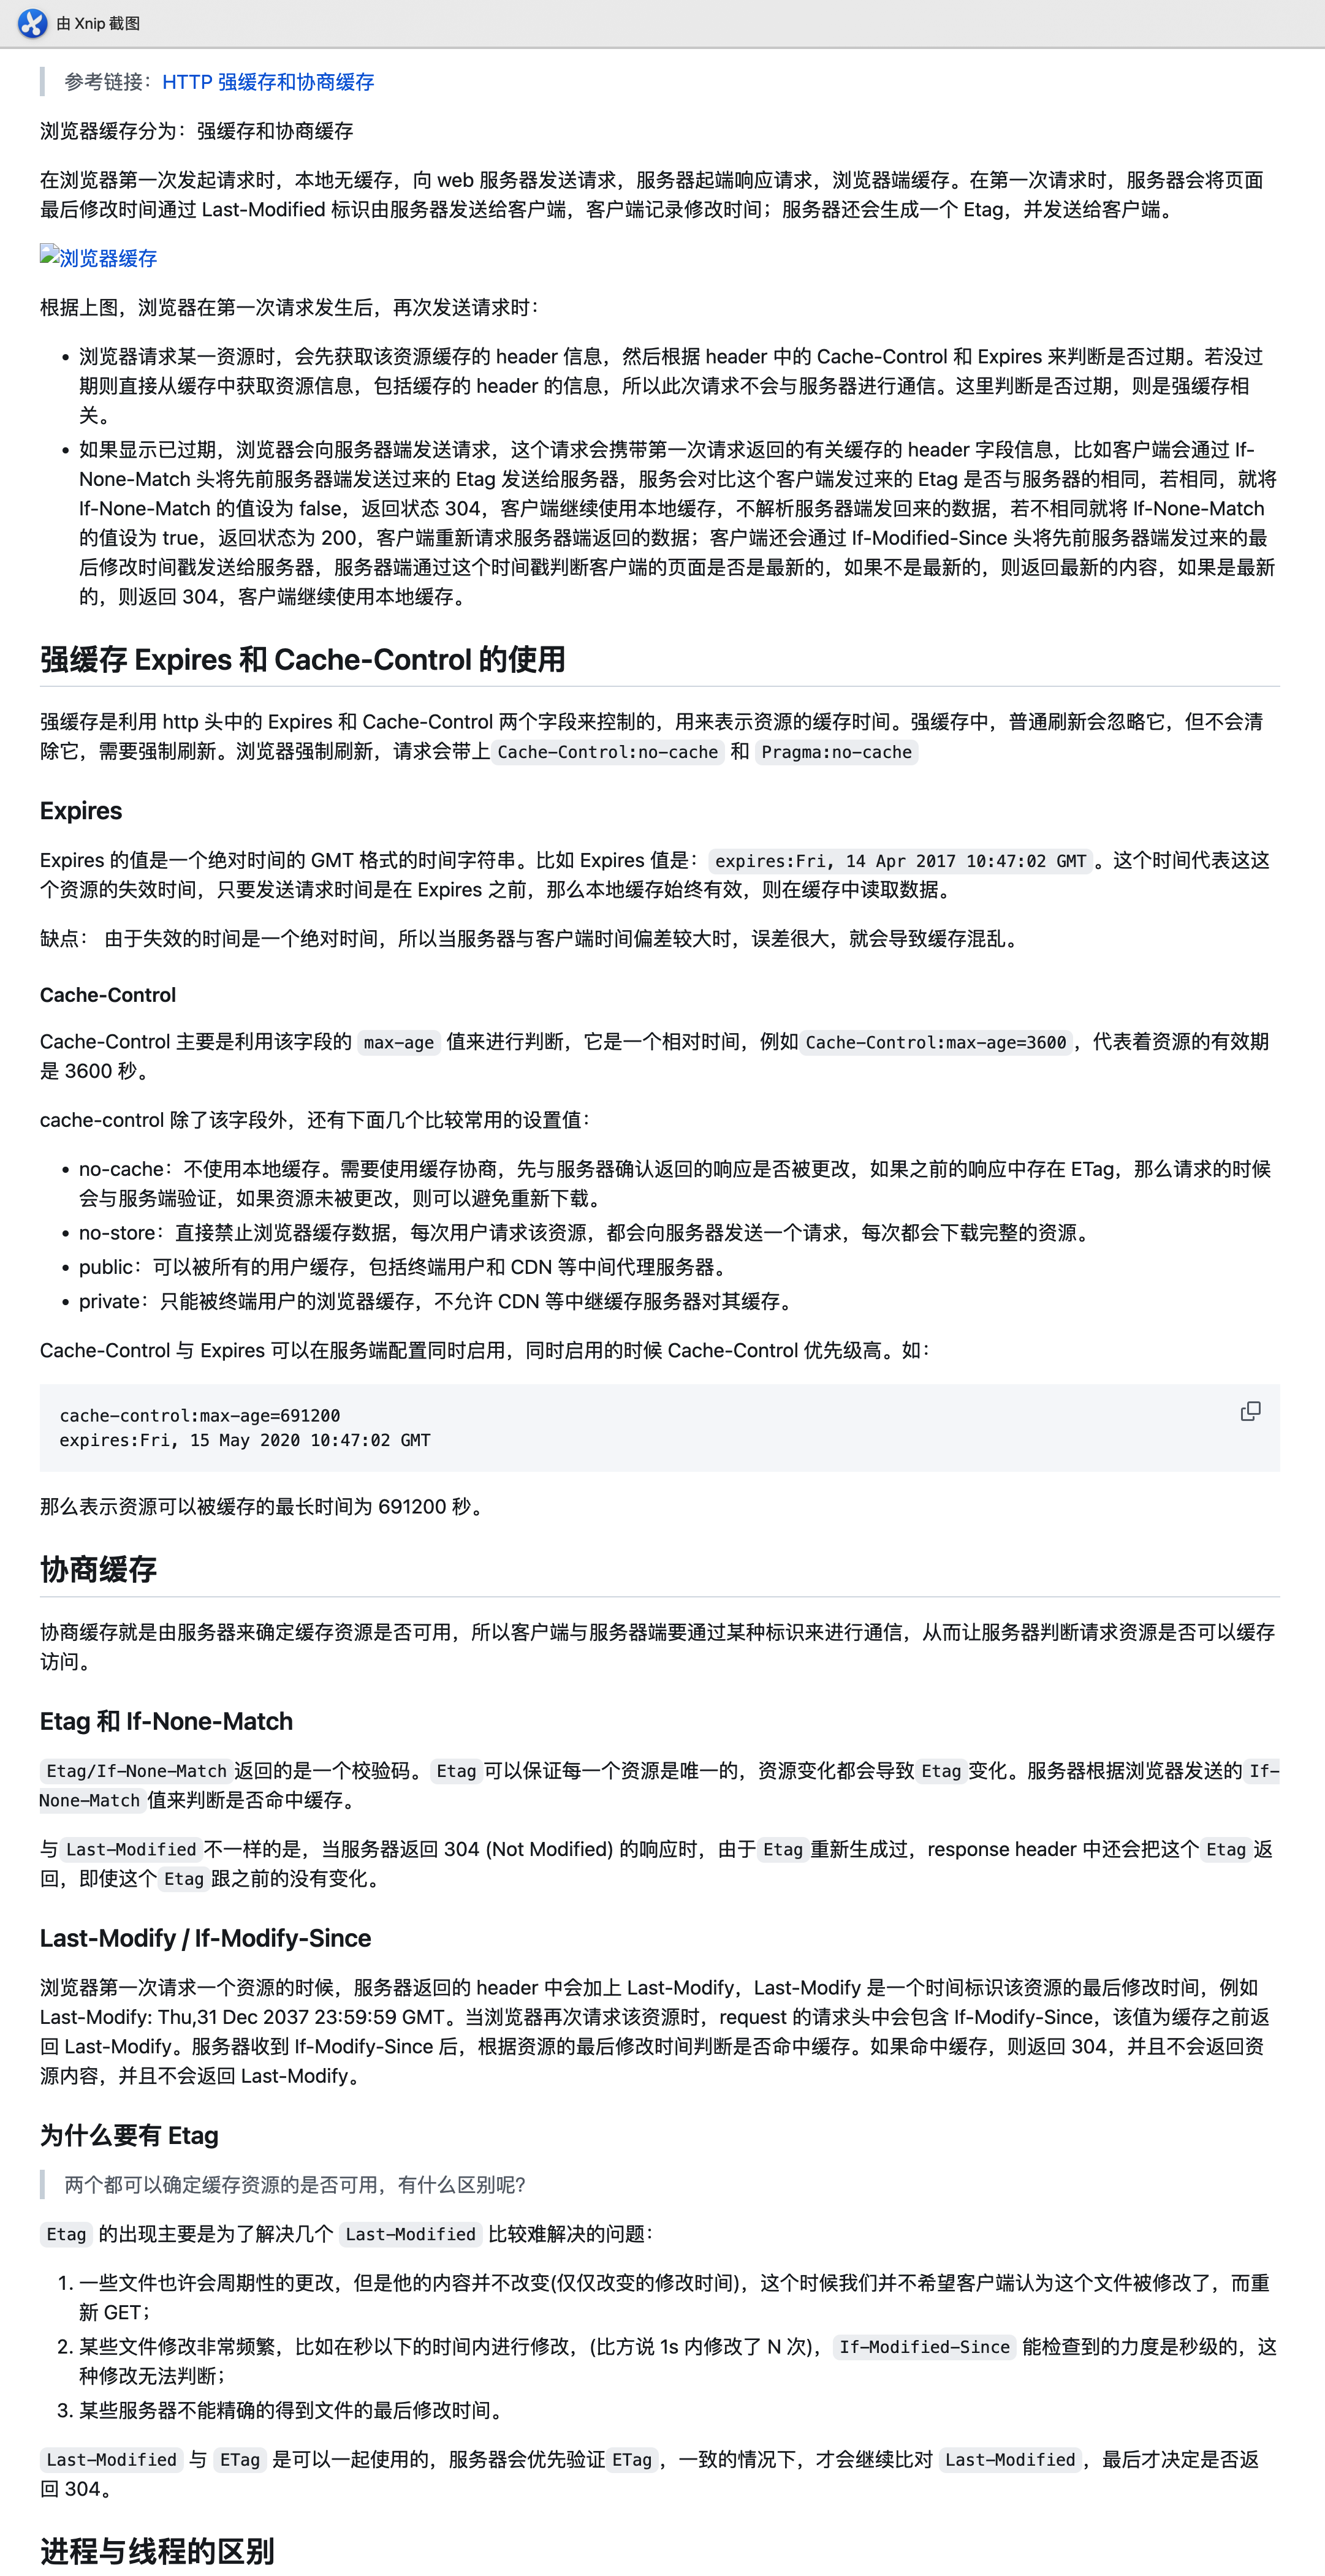 由 Xnip 截图
参考链接：HTTP 强缓存和协商缓存
浏览器缓存分为：强缓存和协商缓存
在浏览器第一次发起请求时，本地无缓存，向 web 服务器发送请求，服务器起端响应请求，浏览器端缓存。在第一次请求时，服务器会将页面
最后修改时间通过 Last-Modified 标识由服务器发送给客户端，客户端记录修改时间；服务器还会生成一个 Etag，并发送给客户端。
浏览器缓存
根据上图，浏览器在第一次请求发生后，再次发送请求时：
• 浏览器请求某一资源时，会先获取该资源缓存的 header 信息，然后根据 header 中的 Cache-Control 和 Expires 来判断是否过期。若没过
期则直接从缓存中获取资源信息，包括缓存的 header 的信息，所以此次请求不会与服务器进行通信。这里判断是否过期，则是强缓存相
关。
• 如果显示已过期，浏览器会向服务器端发送请求，这个请求会携带第一次请求返回的有关缓存的 header 字段信息，比如客户端会通过 If-
None-Match 头将先前服务器端发送过来的 Etag 发送给服务器，服务会对比这个客户端发过来的 Etag 是否与服务器的相同，若相同，就将
If-None-Match 的值设为 false，返回状态 304，客户端继续使用本地缓存，不解析服务器端发回来的数据，若不相同就将 If-None-Match
的值设为 true，返回状态为 200，客户端重新请求服务器端返回的数据；客户端还会通过 If-Modified-Since 头将先前服务器端发过来的最
后修改时间戳发送给服务器，服务器端通过这个时间戳判断客户端的页面是否是最新的，如果不是最新的，则返回最新的内容，如果是最新
的，则返回 304，客户端继续使用本地缓存。
强缓存 Expires 和 Cache-Control 的使用
强缓存是利用 http 头中的 Expires 和 Cache-Control 两个字段来控制的，用来表示资源的缓存时间。强缓存中，普通刷新会忽略它，但不会清
除它，需要强制刷新。浏览器强制刷新，请求会带上 Cache-Control:no-cache 和 Pragma:no-cache
Expires
Expires 的值是一个绝对时间的 GMT 格式的时间字符串。比如 Expires 值是： expires:Fri, 14 Apr 2017 10:47:02 GMT 。这个时间代表这这
个资源的失效时间，只要发送请求时间是在 Expires 之前，那么本地缓存始终有效，则在缓存中读取数据。
缺点： 由于失效的时间是一个绝对时间，所以当服务器与客户端时间偏差较大时，误差很大，就会导致缓存混乱。
Cache-Control
Cache-Control 主要是利用该字段的 max-age 值来进行判断，它是一个相对时间，例如 Cache-Control:max-age=3600 ，代表着资源的有效期
是 3600 秒。
cache-control 除了该字段外，还有下面几个比较常用的设置值：
• no-cache：不使用本地缓存。需要使用缓存协商，先与服务器确认返回的响应是否被更改，如果之前的响应中存在 ETag，那么请求的时候
会与服务端验证，如果资源未被更改，则可以避免重新下载。
• no-store：直接禁止浏览器缓存数据，每次用户请求该资源，都会向服务器发送一个请求，每次都会下载完整的资源。
• public：可以被所有的用户缓存，包括终端用户和 CDN 等中间代理服务器。
• private：只能被终端用户的浏览器缓存，不允许 CDN 等中继缓存服务器对其缓存。
Cache-Control 与 Expires 可以在服务端配置同时启用，同时启用的时候 Cache-Control 优先级高。如：
cache-control:max-age=691200
expires:Fri, 15 May 2020 10:47:02 GMT
那么表示资源可以被缓存的最长时间为 691200 秒。
协商缓存
协商缓存就是由服务器来确定缓存资源是否可用，所以客户端与服务器端要通过某种标识来进行通信，从而让服务器判断请求资源是否可以缓存
访问。
Etag 和 If-None-Match
Etag/If-None-Match 返回的是一个校验码。 Etag 可以保证每一个资源是唯一的，资源变化都会导致 Etag 变化。服务器根据浏览器发送的 If-
None-Match 值来判断是否命中缓存。
与 Last-Modified 不一样的是，当服务器返回 304 (Not Modified) 的响应时，由于 Etag 重新生成过，response header 中还会把这个 Etag 返
回，即使这个 Etag 跟之前的没有变化。
Last-Modify / If-Modify-Since
浏览器第一次请求一个资源的时候，服务器返回的 header 中会加上 Last-Modify，Last-Modify 是一个时间标识该资源的最后修改时间，例如
Last-Modify: Thu,31 Dec 2037 23:59:59 GMT。当浏览器再次请求该资源时，request 的请求头中会包含 If-Modify-Since，该值为缓存之前返
回 Last-Modify。服务器收到 If-Modify-Since 后，根据资源的最后修改时间判断是否命中缓存。如果命中缓存，则返回 304，并且不会返回资
源内容，并且不会返回 Last-Modify。
为什么要有 Etag
两个都可以确定缓存资源的是否可用，有什么区别呢?
Etag 的出现主要是为了解决几个 Last-Modified 比较难解决的问题：
1. 一些文件也许会周期性的更改，但是他的内容并不改变(仅仅改变的修改时间)，这个时候我们并不希望客户端认为这个文件被修改了，而重
新 GET；
2. 某些文件修改非常频繁，比如在秒以下的时间内进行修改，(比方说 1s 内修改了 N 次)， If-Modified-Since 能检查到的力度是秒级的，这
种修改无法判断；
3. 某些服务器不能精确的得到文件的最后修改时间。
Last-Modified 与 ETag 是可以一起使用的，服务器会优先验证 ETag ，一致的情况下，才会继续比对 Last-Modified ，最后才决定是否返
回 304。
进程与线程的区别